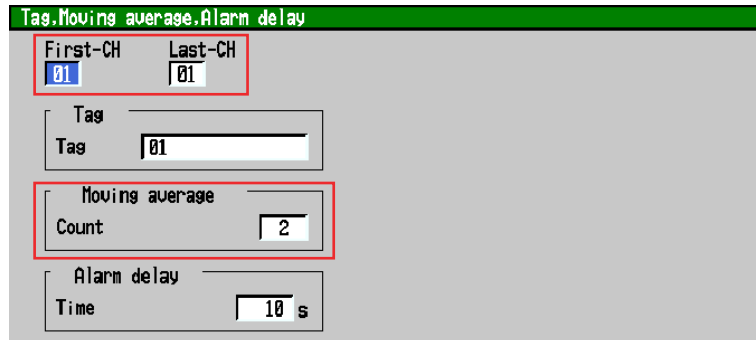 Tag,Moving average,Alarm delay
First-CH Last-CH
01 01
Tag
Tag 01
Moving average
Count 2
Alarm delay
Time 10 s